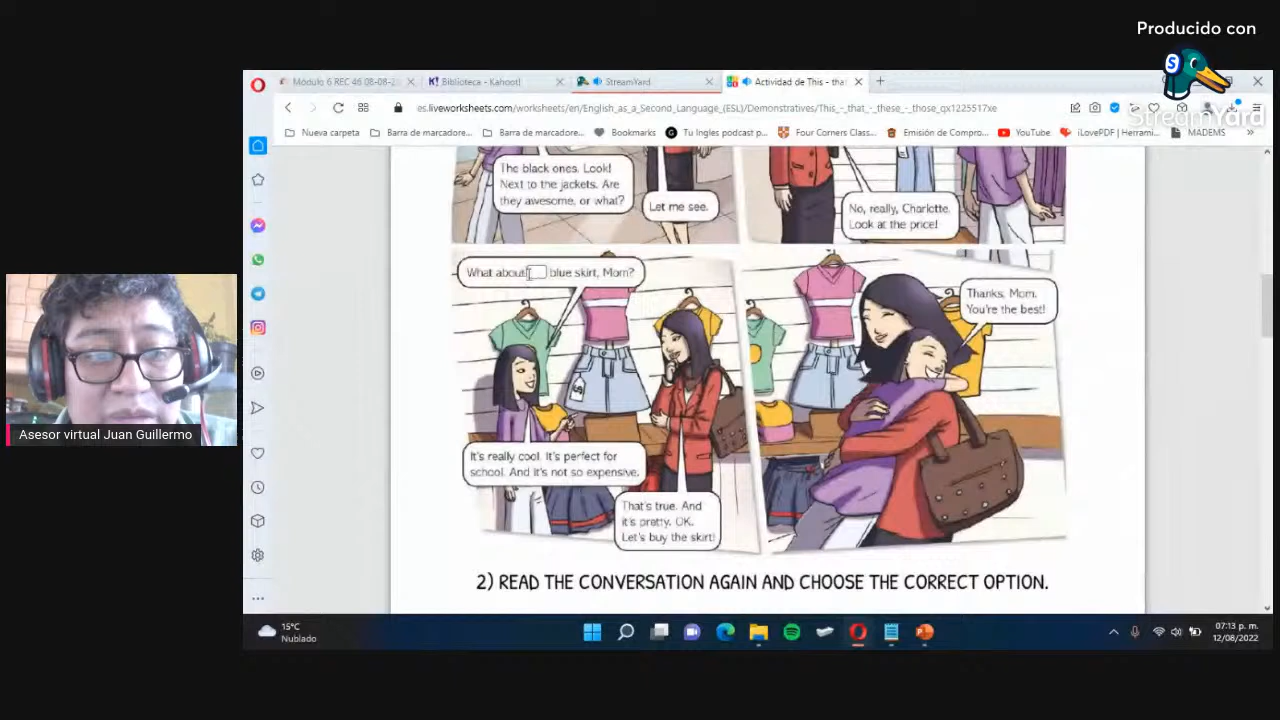 Producido con
StreamYard
Módulo 6 REC 46 08-08-2
Biblioteca - Kahoot!
StreamYard
Actividad de This - tha
es.liveworksheets.com/worksheets/en/English_as_a_Second_Language_(ESL)/Demonstratives/This_-_that_-_these_-_those_qx1225517xe
Nueva carpeta
Barra de marcadore...
Barra de marcadore...
Bookmarks
Tu Ingles podcast p...
Four Corners Class...
Emisión de Compro...
YouTube
iLovePDF | Herrami...
MADEMS
The black ones. Look!
Next to the jackets. Are
they awesome, or what?
Let me see.
No, really, Charlotte.
Look at the price!
What about blue skirt, Mom?
Thanks, Mom.
You're the best!
It's really cool. It's perfect for
school. And it's not so expensive.
That's true. And
it's pretty. OK.
Let's buy the skirt!
2) READ THE CONVERSATION AGAIN AND CHOOSE THE CORRECT OPTION.
Asesor virtual Juan Guillermo
15°C
Nublado
07:13 p. m.
12/08/2022